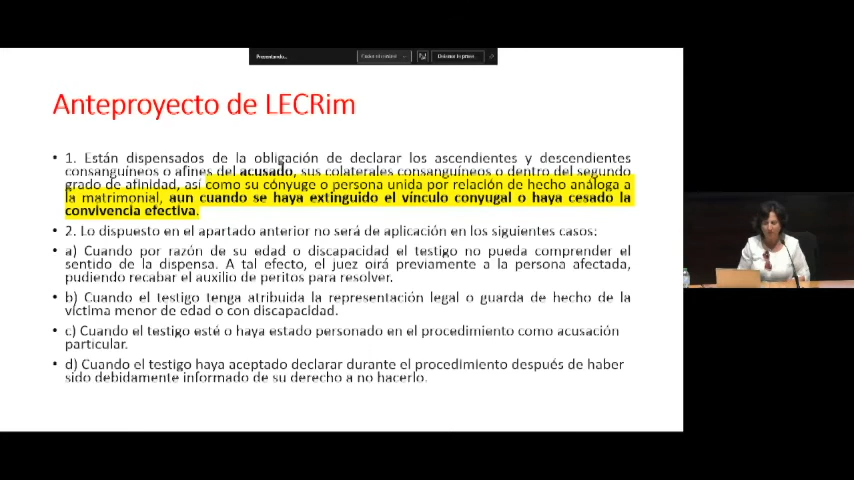 Presentando...
Anteproyecto de LECRim
• 1. Están dispensados de la obligación de declarar los ascendientes y descendientes
consanguíneos o afines del acusado, sus colaterales consanguíneos o dentro del segundo
grado de afinidad, así como su cónyuge o persona unida por relación de hecho análoga a
la matrimonial, aun cuando se haya extinguido el vínculo conyugal o haya cesado la
convivencia efectiva.
• 2. Lo dispuesto en el apartado anterior no será de aplicación en los siguientes casos:
• a) Cuando por razón de su edad o discapacidad el testigo no pueda comprender el
sentido de la dispensa. A tal efecto, el juez oirá previamente a la persona afectada,
pudiendo recabar el auxilio de peritos para resolver.
• b) Cuando el testigo tenga atribuida la representación legal o guarda de hecho de la
víctima menor de edad o con discapacidad.
• c) Cuando el testigo esté o haya estado personado en el procedimiento como acusación
particular.
• d) Cuando el testigo haya aceptado declarar durante el procedimiento después de haber
sido debidamente informado de su derecho a no hacerlo.